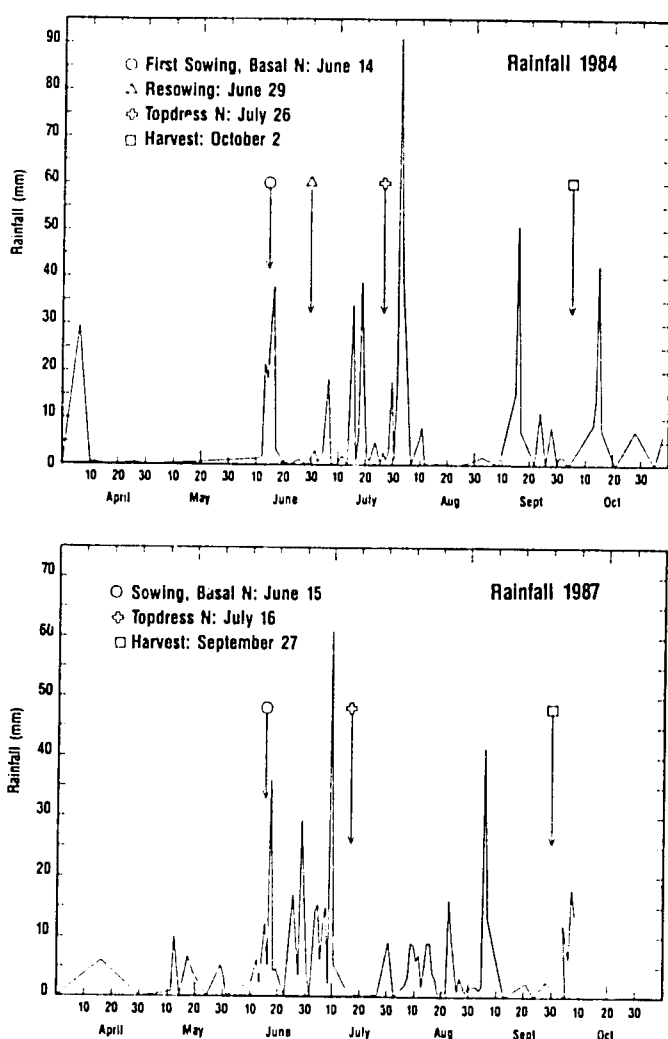 90
80
70
60
50
40
30
20
10
0
Rainfall (mm)
Rainfall 1984
First Sowing, Basal N: June 14
Resowing: June 29
Topdress N: July 26
Harvest: October 2
10 20 30 10 20 30 10 20 30 10 20 30 10 20 30 10 20 30 10 20 30
April May June July Aug Sept Oct
70
60
50
40
30
20
10
0
Rainfall (mm)
Rainfall 1987
Sowing, Basal N: June 15
Topdress N: July 16
Harvest: September 27
10 20 30 10 20 30 10 20 30 10 20 30 10 20 30 10 20 30 10 20 30
April May June July Aug Sept Oct